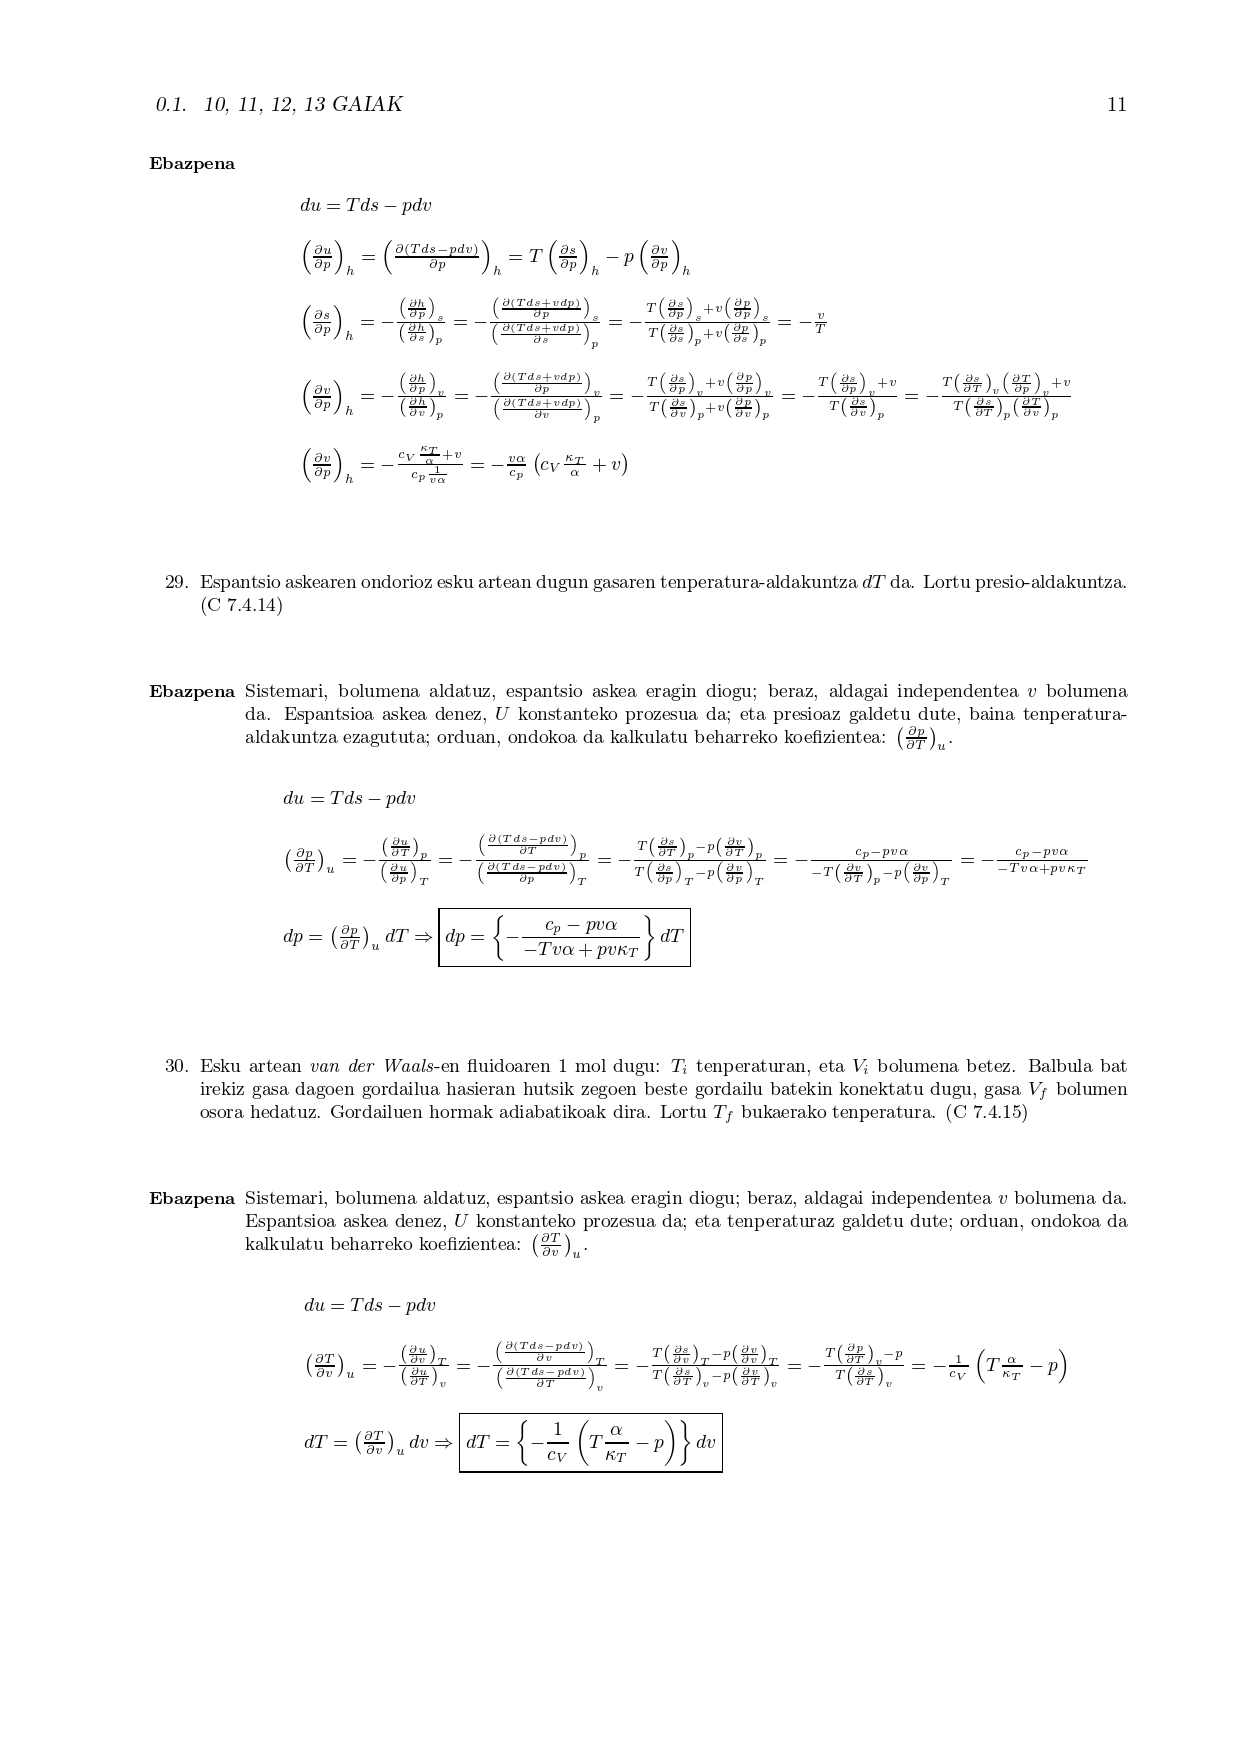 0.1. 10, 11, 12, 13 GAIAK 11
Ebazpena
$du = Tds - pdv$
$\left(\frac{\partial u}{\partial p}\right)_h = \left(\frac{\partial (Tds-pdv)}{\partial p}\right)_h = T\left(\frac{\partial s}{\partial p}\right)_h - p\left(\frac{\partial v}{\partial p}\right)_h$
$\left(\frac{\partial s}{\partial p}\right)_h = -\frac{\left(\frac{\partial h}{\partial p}\right)_s}{\left(\frac{\partial h}{\partial s}\right)_p} = -\frac{\left(\frac{\partial (Tds+vdp)}{\partial p}\right)_s}{\left(\frac{\partial (Tds+vdp)}{\partial s}\right)_p} = -\frac{T\left(\frac{\partial s}{\partial p}\right)_s+v\left(\frac{\partial p}{\partial p}\right)_s}{T\left(\frac{\partial s}{\partial s}\right)_p+v\left(\frac{\partial p}{\partial s}\right)_p} = -\frac{v}{T}$
$\left(\frac{\partial v}{\partial p}\right)_h = -\frac{\left(\frac{\partial h}{\partial p}\right)_v}{\left(\frac{\partial h}{\partial v}\right)_p} = -\frac{\left(\frac{\partial (Tds+vdp)}{\partial p}\right)_v}{\left(\frac{\partial (Tds+vdp)}{\partial v}\right)_p} = -\frac{T\left(\frac{\partial s}{\partial p}\right)_v+v\left(\frac{\partial p}{\partial p}\right)_v}{T\left(\frac{\partial s}{\partial v}\right)_p+v\left(\frac{\partial p}{\partial v}\right)_p} = -\frac{T\left(\frac{\partial s}{\partial p}\right)_v+v}{T\left(\frac{\partial s}{\partial v}\right)_p} = -\frac{T\left(\frac{\partial s}{\partial T}\right)_v\left(\frac{\partial T}{\partial p}\right)_v+v}{T\left(\frac{\partial s}{\partial T}\right)_p\left(\frac{\partial T}{\partial v}\right)_p}$
$\left(\frac{\partial v}{\partial p}\right)_h = -\frac{c_V\frac{\kappa_T}{\alpha}+v}{c_p\frac{1}{v\alpha}} = -\frac{v\alpha}{c_p}\left(c_V\frac{\kappa_T}{\alpha}+v\right)$
29. Espantsio askearen ondorioz esku artean dugun gasaren tenperatura-aldakuntza $dT$ da. Lortu presio-aldakuntza.
(C 7.4.14)
Ebazpena Sistemari, bolumena aldatuz, espantsio askea eragin diogu; beraz, aldagai independentea $v$ bolumena
da. Espantsioa askea denez, $U$ konstanteko prozesua da; eta presioaz galdetu dute, baina tenperatura-
aldakuntza ezagututa; orduan, ondokoa da kalkulatu beharreko koefizientea: $\left(\frac{\partial p}{\partial T}\right)_u$.
$du = Tds - pdv$
$\left(\frac{\partial p}{\partial T}\right)_u = -\frac{\left(\frac{\partial u}{\partial T}\right)_p}{\left(\frac{\partial u}{\partial p}\right)_T} = -\frac{\left(\frac{\partial (Tds-pdv)}{\partial T}\right)_p}{\left(\frac{\partial (Tds-pdv)}{\partial p}\right)_T} = -\frac{T\left(\frac{\partial s}{\partial T}\right)_p-p\left(\frac{\partial v}{\partial T}\right)_p}{T\left(\frac{\partial s}{\partial p}\right)_T-p\left(\frac{\partial v}{\partial p}\right)_T} = -\frac{c_p-pv\alpha}{-T\left(\frac{\partial v}{\partial T}\right)_p-p\left(\frac{\partial v}{\partial p}\right)_T} = -\frac{c_p-pv\alpha}{-Tv\alpha+pv\kappa_T}$
$dp = \left(\frac{\partial p}{\partial T}\right)_u dT \Rightarrow \boxed{dp = \left\{-\frac{c_p-pv\alpha}{-Tv\alpha+pv\kappa_T}\right\}dT}$
30. Esku artean van der Waals-en fluidoaren 1 mol dugu: $T_i$ tenperaturan, eta $V_i$ bolumena betez. Balbula bat
irekiz gasa dagoen gordailua hasieran hutsik zegoen beste gordailu batekin konektatu dugu, gasa $V_f$ bolumen
osora hedatuz. Gordailuen hormak adiabatikoak dira. Lortu $T_f$ bukaerako tenperatura. (C 7.4.15)
Ebazpena Sistemari, bolumena aldatuz, espantsio askea eragin diogu; beraz, aldagai independentea $v$ bolumena da.
Espantsioa askea denez, $U$ konstanteko prozesua da; eta tenperaturaz galdetu dute; orduan, ondokoa da
kalkulatu beharreko koefizientea: $\left(\frac{\partial T}{\partial v}\right)_u$.
$du = Tds - pdv$
$\left(\frac{\partial T}{\partial v}\right)_u = -\frac{\left(\frac{\partial u}{\partial v}\right)_T}{\left(\frac{\partial u}{\partial T}\right)_v} = -\frac{\left(\frac{\partial (Tds-pdv)}{\partial v}\right)_T}{\left(\frac{\partial (Tds-pdv)}{\partial T}\right)_v} = -\frac{T\left(\frac{\partial s}{\partial v}\right)_T-p\left(\frac{\partial v}{\partial v}\right)_T}{T\left(\frac{\partial s}{\partial T}\right)_v-p\left(\frac{\partial v}{\partial T}\right)_v} = -\frac{T\left(\frac{\partial p}{\partial T}\right)_v-p}{T\left(\frac{\partial s}{\partial T}\right)_v} = -\frac{1}{c_V}\left(T\frac{\alpha}{\kappa_T}-p\right)$
$dT = \left(\frac{\partial T}{\partial v}\right)_u dv \Rightarrow \boxed{dT = \left\{-\frac{1}{c_V}\left(T\frac{\alpha}{\kappa_T}-p\right)\right\}dv}$